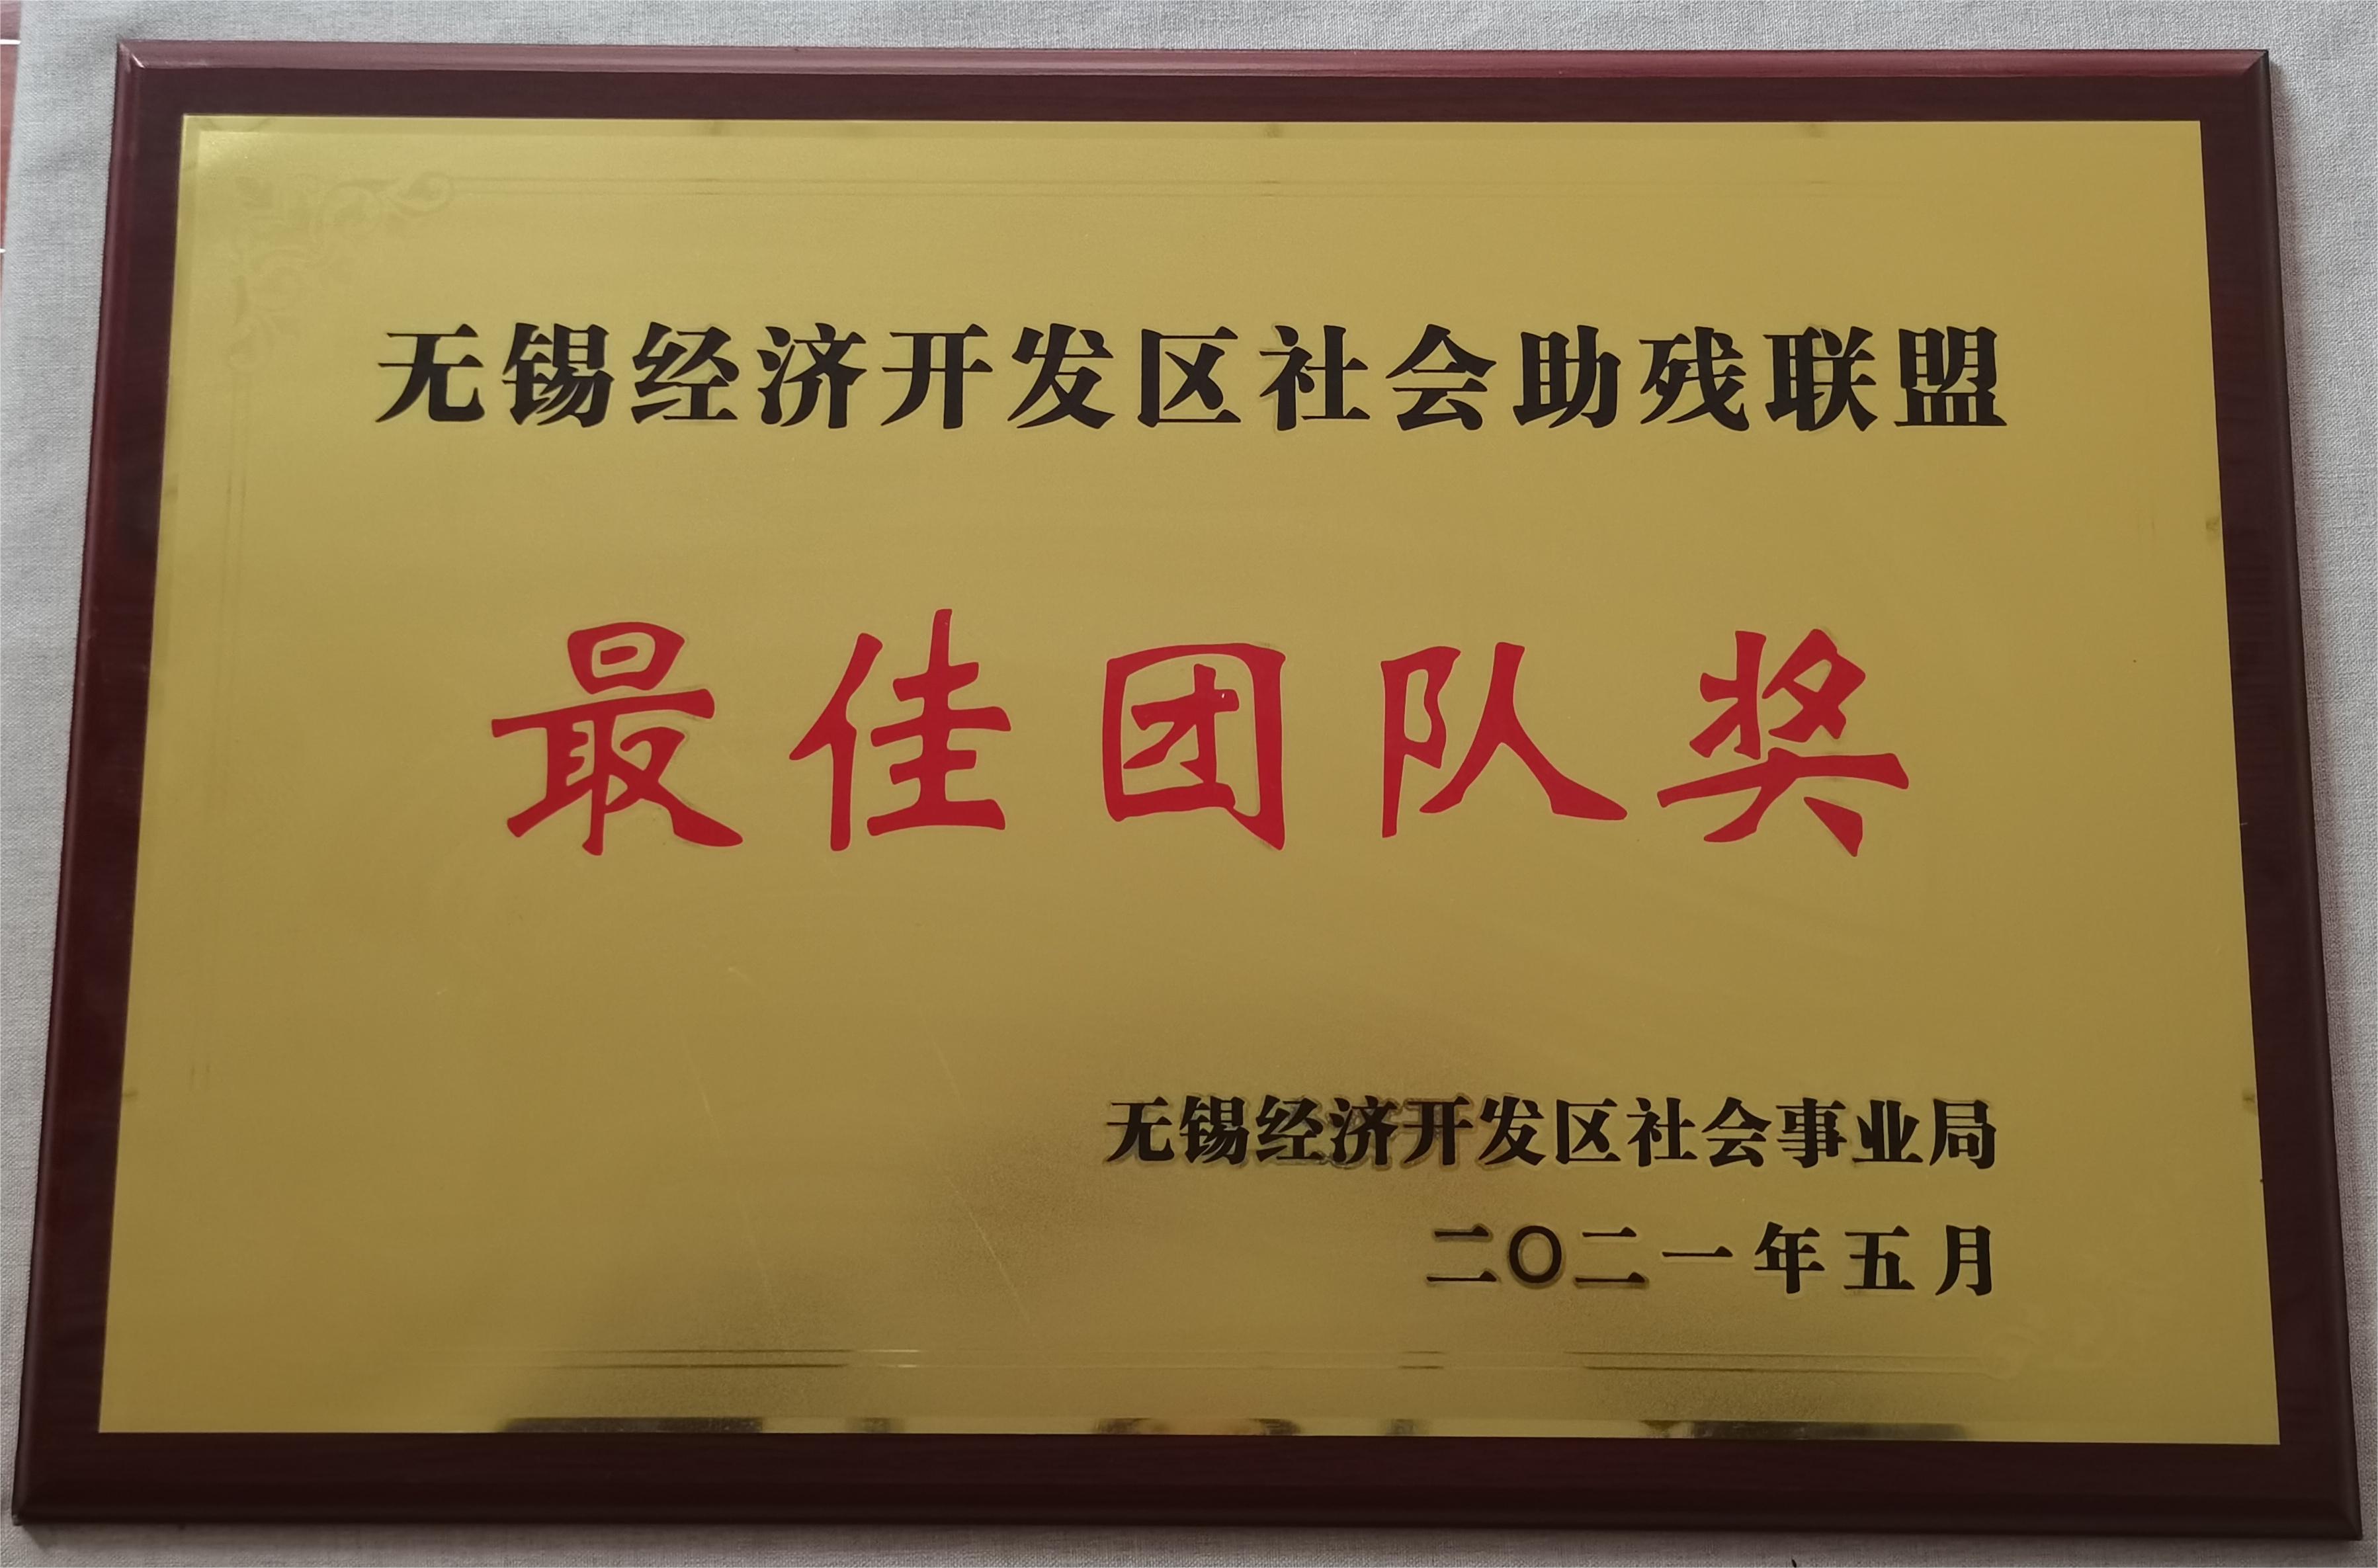 无锡经济开发区社会助残联盟
最佳团队奖
无锡经济开发区社会事业局
二〇二一年五月